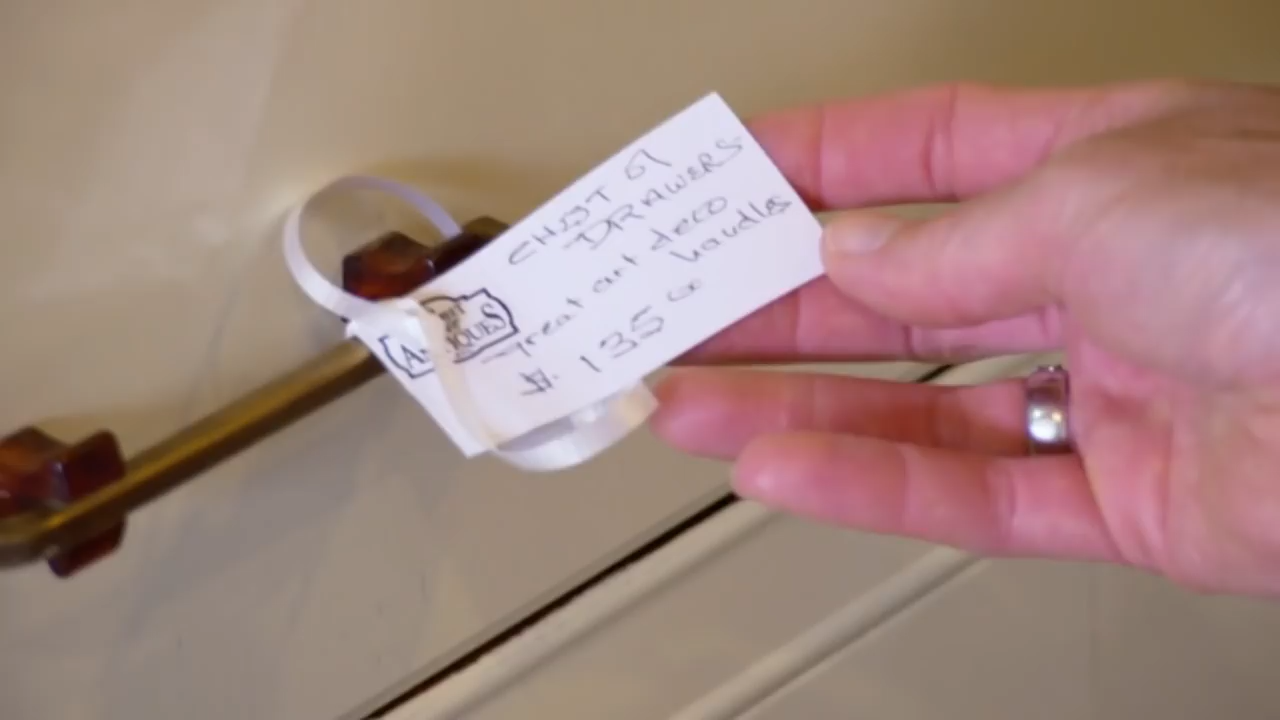 CHEST of
DRAWERS
great art deco
handles
$. 135 00
ANTIQUES